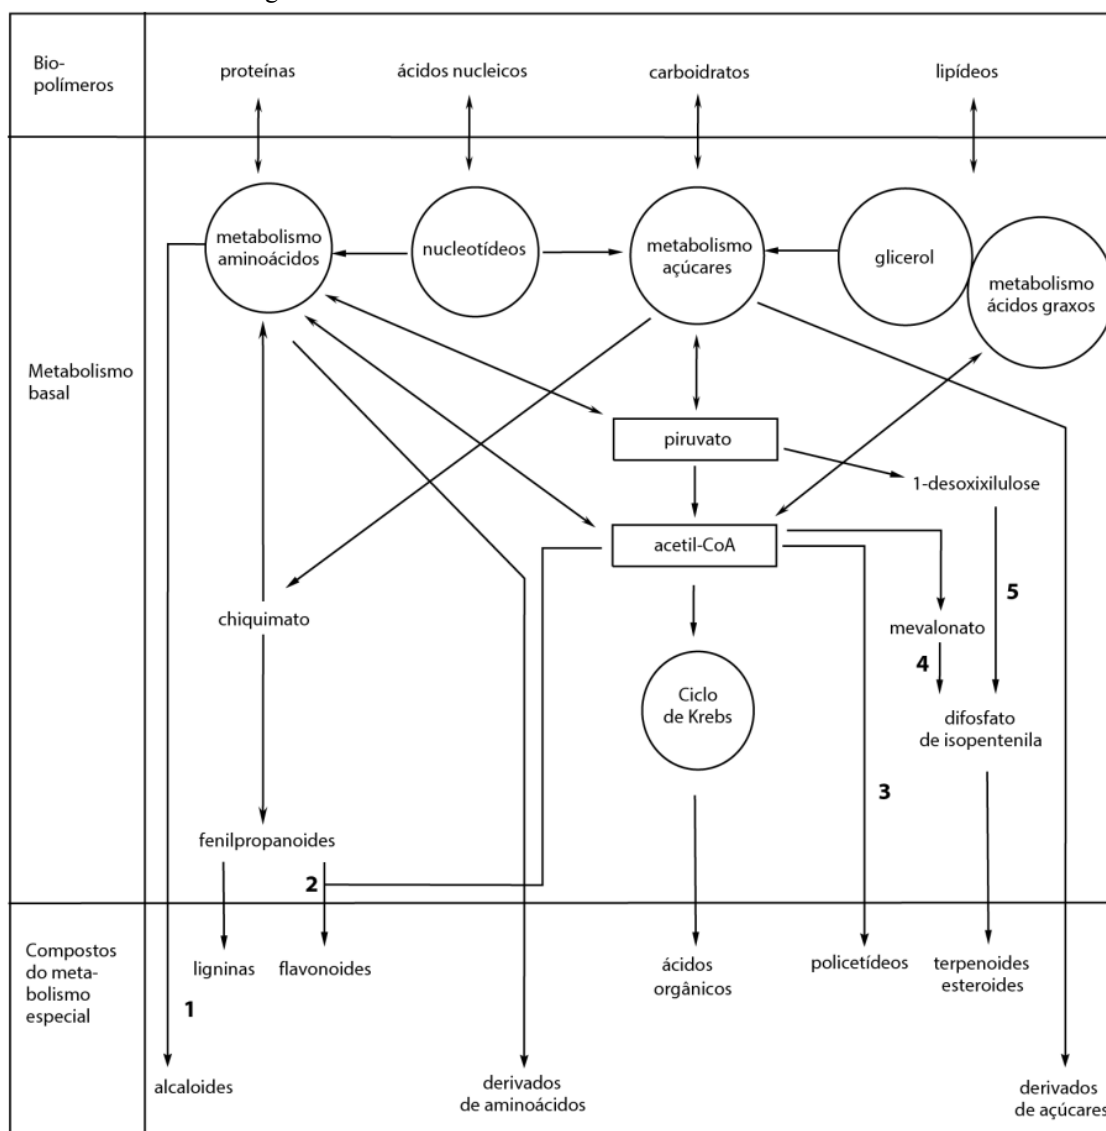 Bio-
polímeros
proteínas
ácidos nucleicos
carboidratos
lipídeos
Metabolismo
basal
metabolismo
aminoácidos
nucleotídeos
metabolismo
açúcares
glicerol
metabolismo
ácidos graxos
piruvato
1-desoxixilulose
acetil-CoA
5
chiquimato
mevalonato
4
Ciclo
de Krebs
difosfato
de isopentenila
3
fenilpropanoides
2
Compostos
do meta-
bolismo
especial
ligninas
flavonoides
ácidos
orgânicos
policetídeos
terpenoides
esteroides
1
alcaloides
derivados
de aminoácidos
derivados
de açúcares